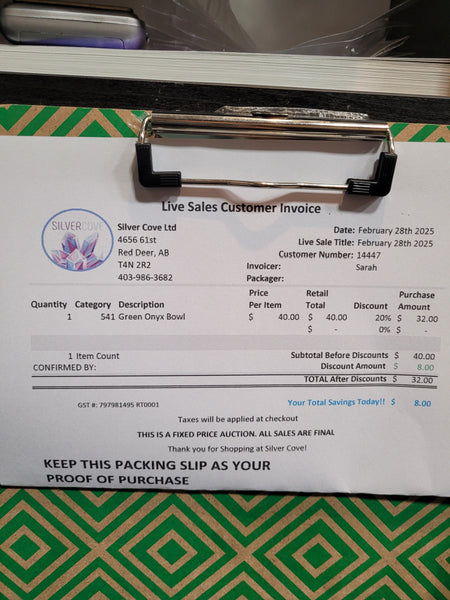 Live Sales Customer Invoice
SILVERCOVE
Silver Cove Ltd
4656 61st
Red Deer, AB
T4N 2R2
403-986-3682
Date: February 28th 2025
Live Sale Title: February 28th 2025
Customer Number: 14447
Invoicer: Sarah
Packager:
Quantity Category Description Price Per Item Retail Total Discount Purchase Amount
1 541 Green Onyx Bowl $ 40.00 $ 40.00 20% $ 32.00
$ - 0% $ -
1 Item Count Subtotal Before Discounts $ 40.00
CONFIRMED BY: Discount Amount $ 8.00
TOTAL After Discounts $ 32.00
GST #: 797981495 RT0001 Your Total Savings Today!! $ 8.00
Taxes will be applied at checkout
THIS IS A FIXED PRICE AUCTION. ALL SALES ARE FINAL
Thank you for Shopping at Silver Cove!
KEEP THIS PACKING SLIP AS YOUR
PROOF OF PURCHASE